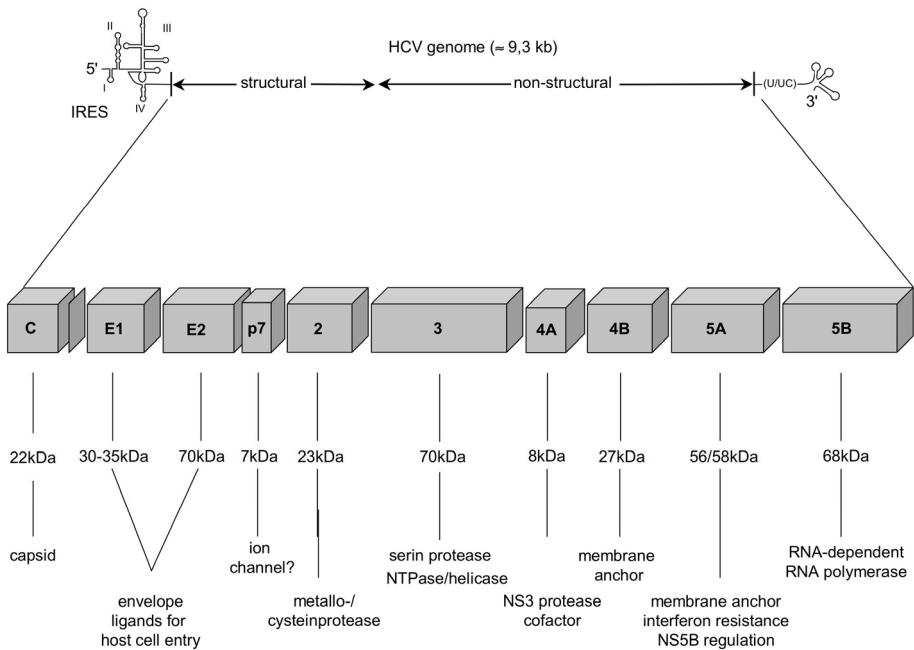 II
III
HCV genome (≈ 9,3 kb)
5'
structural
non-structural
(U/UC)
3'
I
IV
IRES
C
E1
E2
p7
2
3
4A
4B
5A
5B
22kDa
30-35kDa
70kDa
7kDa
23kDa
70kDa
8kDa
27kDa
56/58kDa
68kDa
capsid
envelope
ligands for
host cell entry
ion
channel?
metallo-/
cysteinprotease
serin protease
NTPase/helicase
NS3 protease
cofactor
membrane
anchor
membrane anchor
interferon resistance
NS5B regulation
RNA-dependent
RNA polymerase